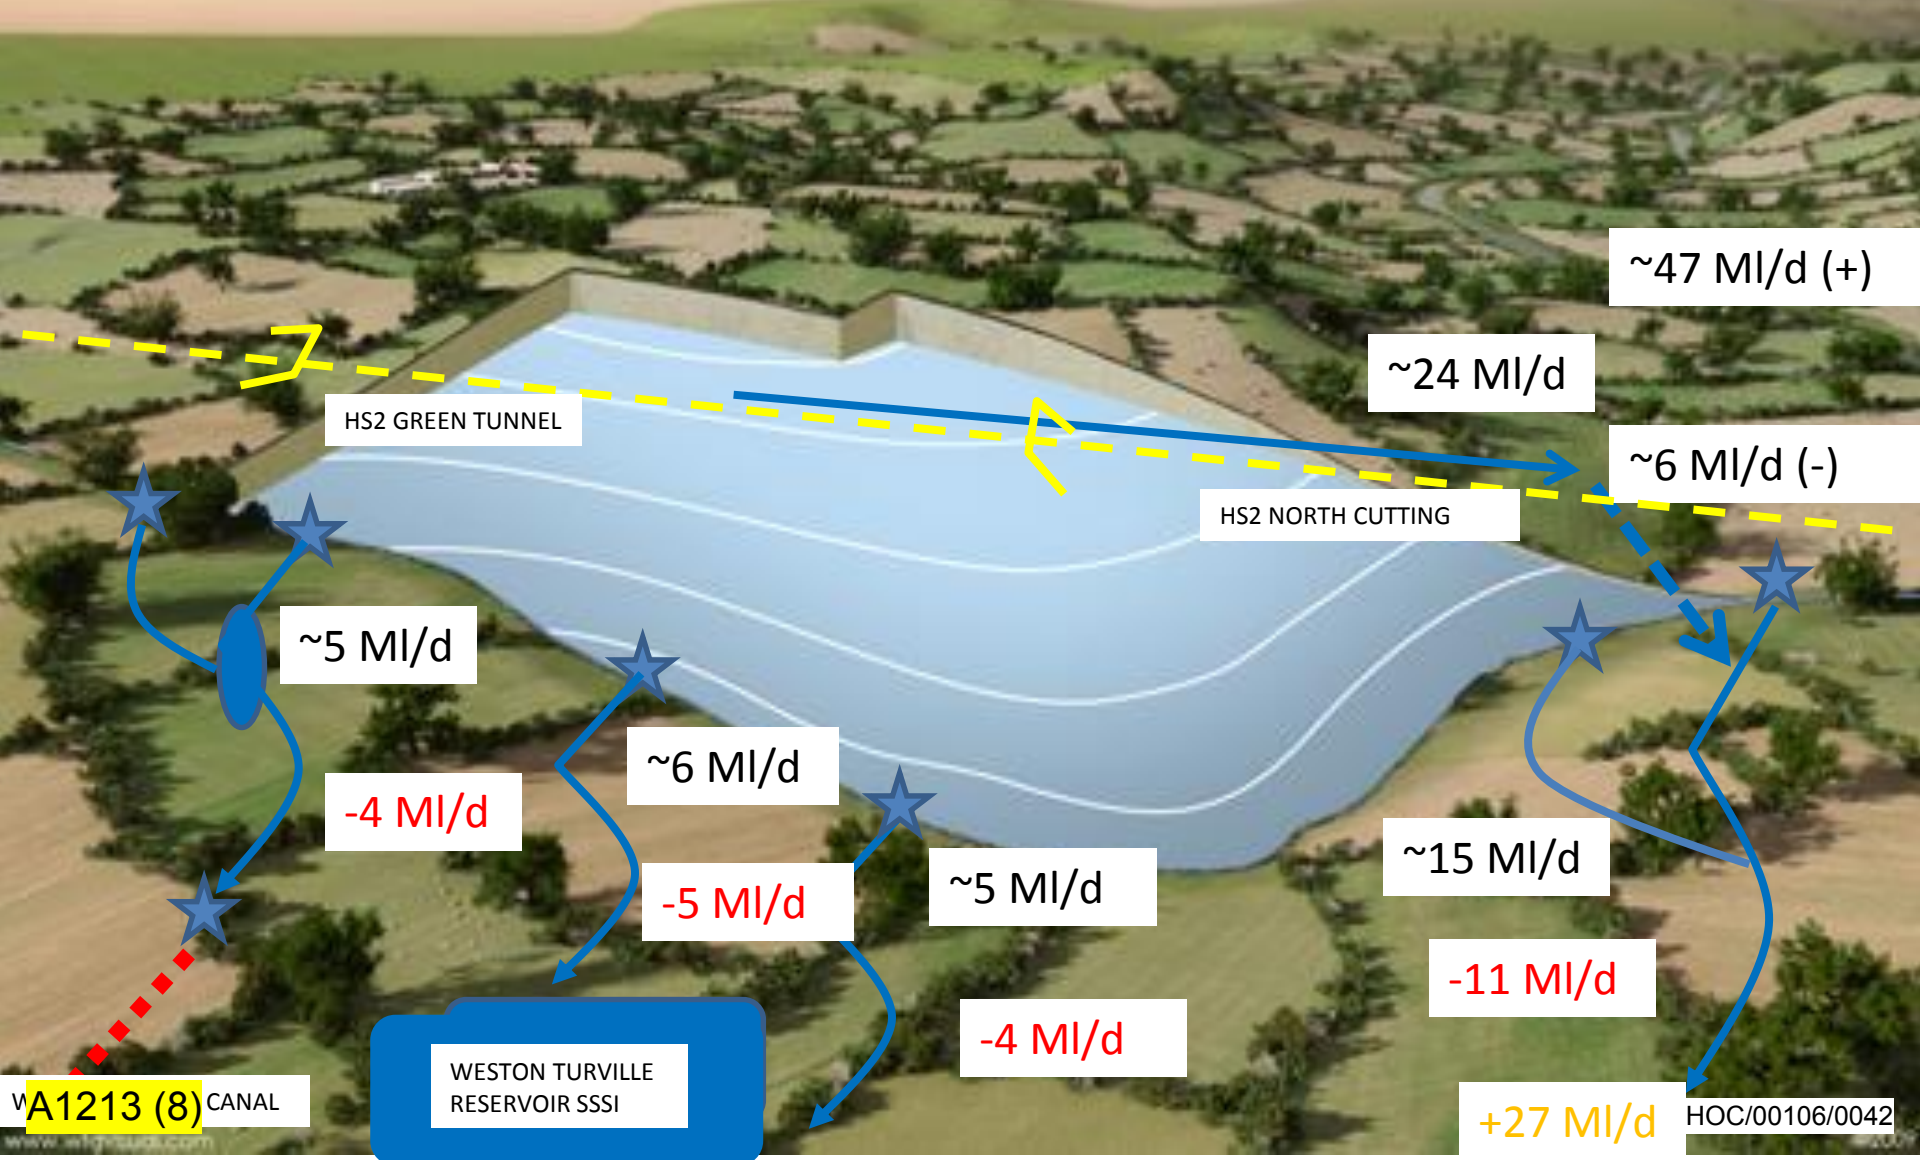 ~47 Ml/d (+)
~24 Ml/d
HS2 GREEN TUNNEL
~6 Ml/d (-)
HS2 NORTH CUTTING
~5 Ml/d
~6 Ml/d
-4 Ml/d
~15 Ml/d
-5 Ml/d
~5 Ml/d
-11 Ml/d
-4 Ml/d
WESTON TURVILLE
RESERVOIR SSSI
A1213 (8) CANAL
+27 Ml/d
HOC/00106/0042